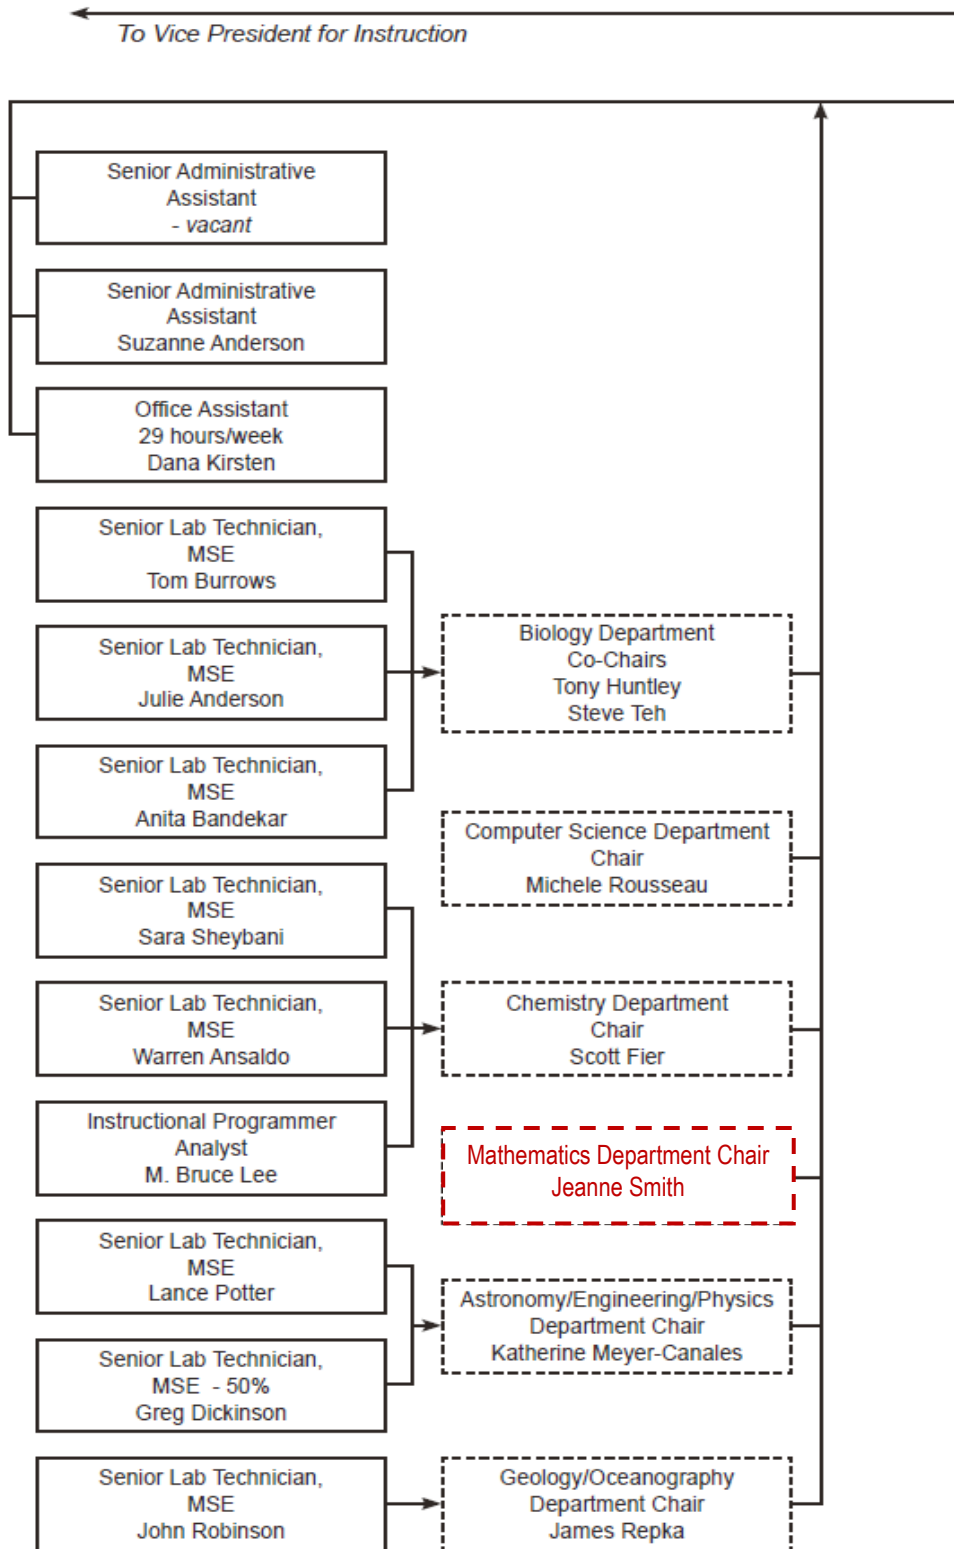 To Vice President for Instruction
Senior Administrative
Assistant
- vacant
Senior Administrative
Assistant
Suzanne Anderson
Office Assistant
29 hours/week
Dana Kirsten
Senior Lab Technician,
MSE
Tom Burrows
Senior Lab Technician,
MSE
Julie Anderson
Senior Lab Technician,
MSE
Anita Bandekar
Biology Department
Co-Chairs
Tony Huntley
Steve Teh
Computer Science Department
Chair
Michele Rousseau
Senior Lab Technician,
MSE
Sara Sheybani
Senior Lab Technician,
MSE
Warren Ansaldo
Instructional Programmer
Analyst
M. Bruce Lee
Chemistry Department
Chair
Scott Fier
Mathematics Department Chair
Jeanne Smith
Senior Lab Technician,
MSE
Lance Potter
Senior Lab Technician,
MSE - 50%
Greg Dickinson
Astronomy/Engineering/Physics
Department Chair
Katherine Meyer-Canales
Senior Lab Technician,
MSE
John Robinson
Geology/Oceanography
Department Chair
James Repka